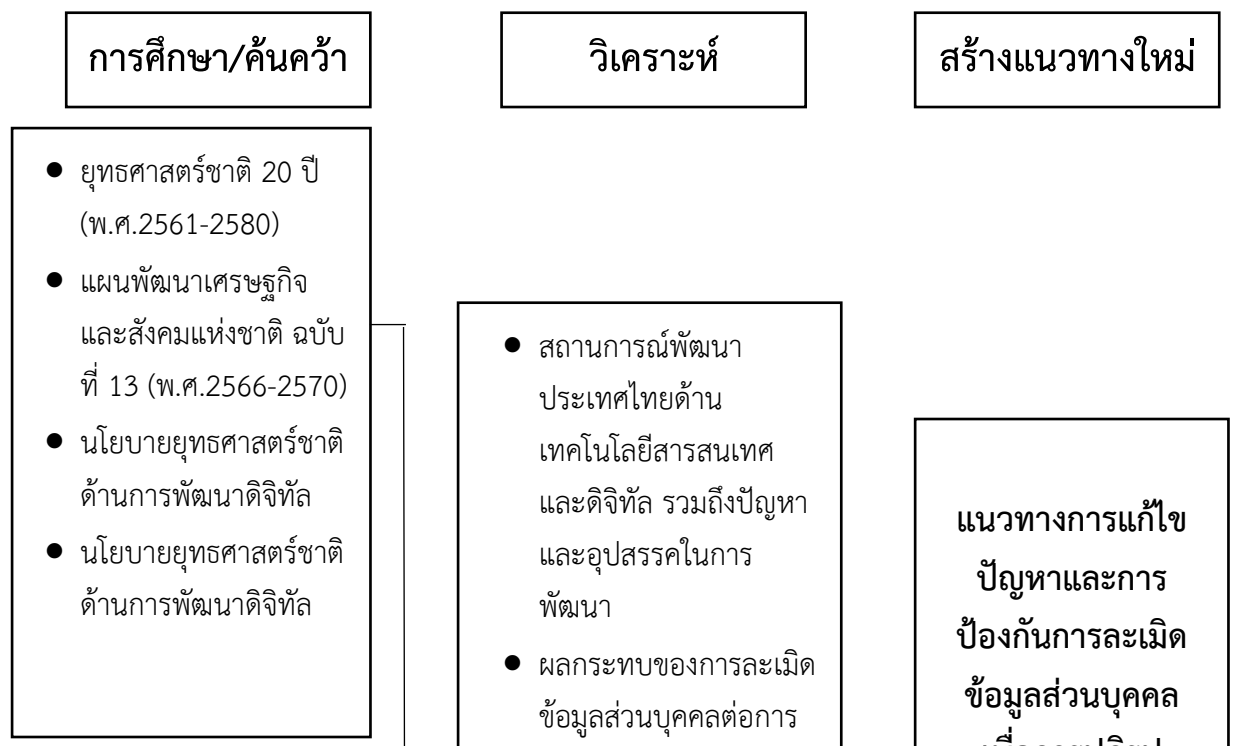 การศึกษา/ค้นคว้า
วิเคราะห์
สร้างแนวทางใหม่
● ยุทธศาสตร์ชาติ 20 ปี
(พ.ศ.2561-2580)
● แผนพัฒนาเศรษฐกิจ
และสังคมแห่งชาติ ฉบับ
ที่ 13 (พ.ศ.2566-2570)
● นโยบายยุทธศาสตร์ชาติ
ด้านการพัฒนาดิจิทัล
● นโยบายยุทธศาสตร์ชาติ
ด้านการพัฒนาดิจิทัล
● สถานการณ์พัฒนา
ประเทศไทยด้าน
เทคโนโลยีสารสนเทศ
และดิจิทัล รวมถึงปัญหา
และอุปสรรคในการ
พัฒนา
● ผลกระทบของการละเมิด
ข้อมูลส่วนบุคคลต่อการ
แนวทางการแก้ไข
ปัญหาและการ
ป้องกันการละเมิด
ข้อมูลส่วนบุคคล